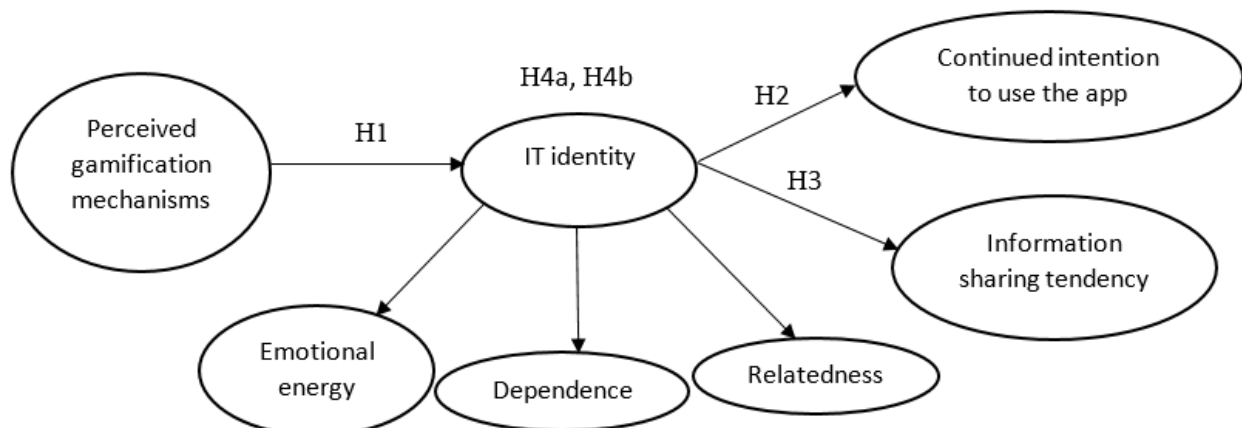 Perceived
gamification
mechanisms
H1
H4a, H4b
IT identity
H2
Continued intention
to use the app
H3
Information
sharing tendency
Emotional
energy
Dependence
Relatedness